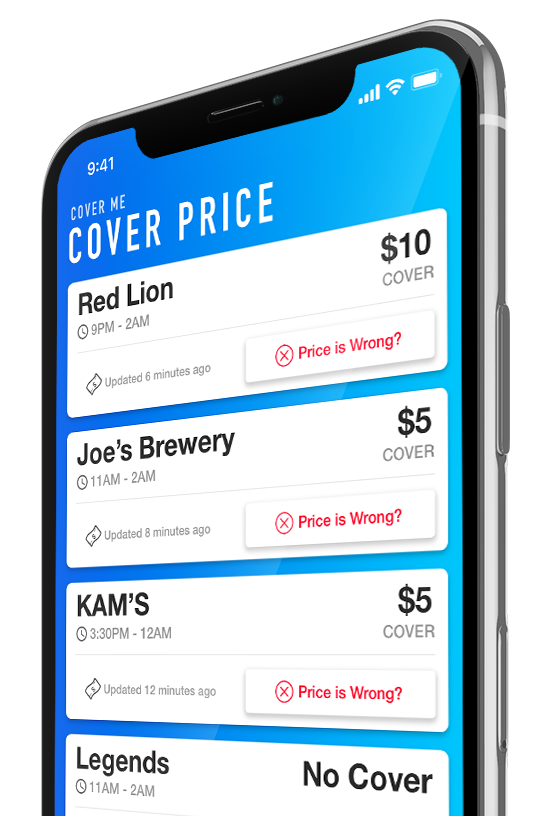 9:41
COVER ME
COVER PRICE
Red Lion
$10
9PM - 2AM
COVER
Updated 6 minutes ago
Price is Wrong?
Joe's Brewery
$5
11AM - 2AM
COVER
Updated 8 minutes ago
Price is Wrong?
KAM'S
$5
3:30PM - 12AM
COVER
Updated 12 minutes ago
Price is Wrong?
Legends
No Cover
11AM - 2AM